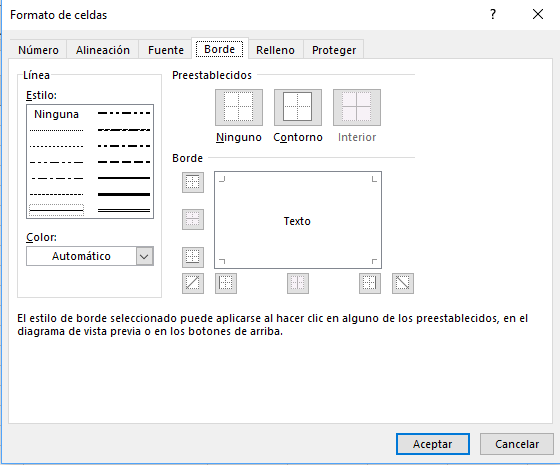 Formato de celdas
?
Número Alineación Fuente Borde Relleno Proteger
Línea
Estilo:
Ninguna
Color:
Automático
Preestablecidos
Ninguno Contorno Interior
Borde
Texto
El estilo de borde seleccionado puede aplicarse al hacer clic en alguno de los preestablecidos, en el
diagrama de vista previa o en los botones de arriba.
Aceptar Cancelar